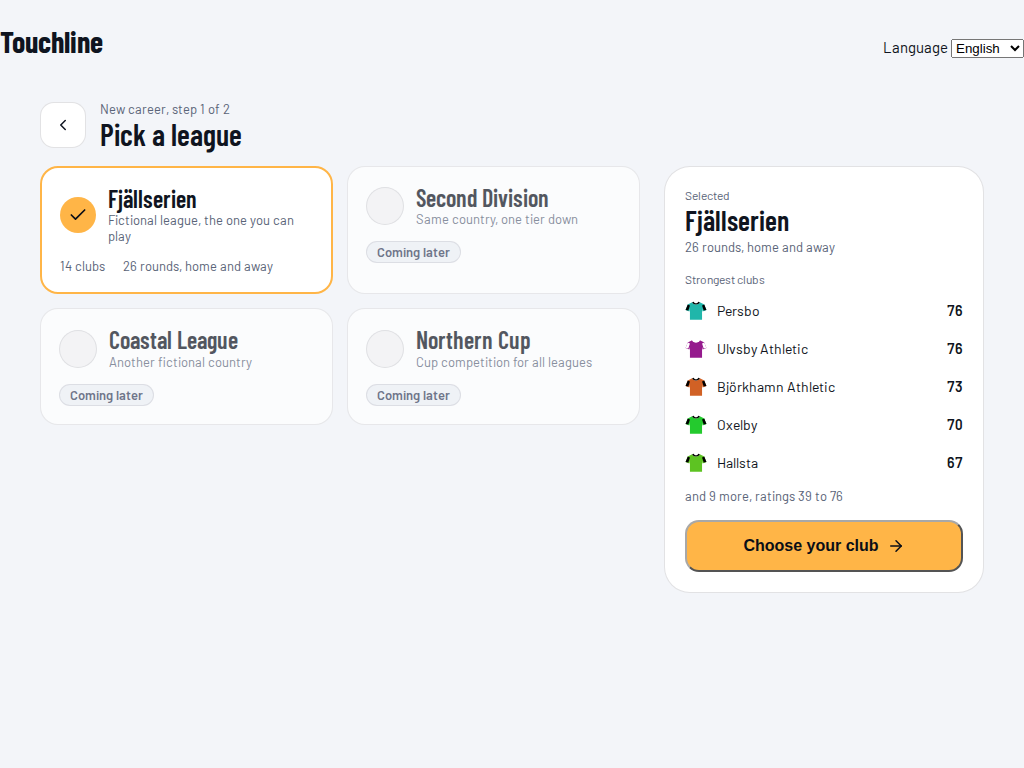 Touchline
Language English
New career, step 1 of 2
Pick a league
Fjällserien
Fictional league, the one you can
play
14 clubs 26 rounds, home and away
Second Division
Same country, one tier down
Coming later
Coastal League
Another fictional country
Coming later
Northern Cup
Cup competition for all leagues
Coming later
Selected
Fjällserien
26 rounds, home and away
Strongest clubs
Persbo 76
Ulvsby Athletic 76
Björkhamn Athletic 73
Oxelby 70
Hallsta 67
and 9 more, ratings 39 to 76
Choose your club